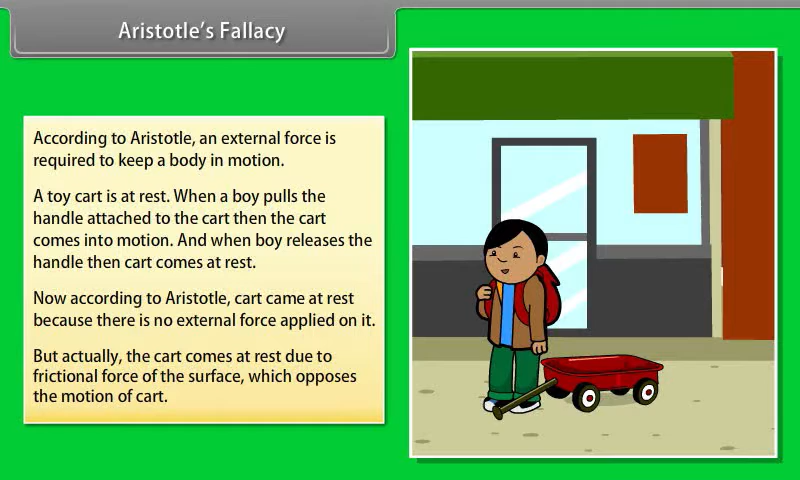 Aristotle's Fallacy
According to Aristotle, an external force is
required to keep a body in motion.
A toy cart is at rest. When a boy pulls the
handle attached to the cart then the cart
comes into motion. And when boy releases the
handle then cart comes at rest.
Now according to Aristotle, cart came at rest
because there is no external force applied on it.
But actually, the cart comes at rest due to
frictional force of the surface, which opposes
the motion of cart.